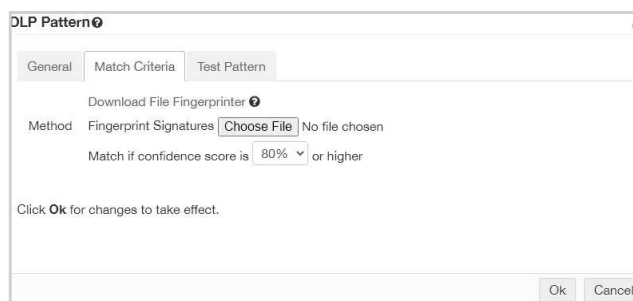 DLP Pattern
General Match Criteria Test Pattern
Download File Fingerprinter
Method Fingerprint Signatures Choose File No file chosen
Match if confidence score is 80% or higher
Click Ok for changes to take effect.
Ok Cancel